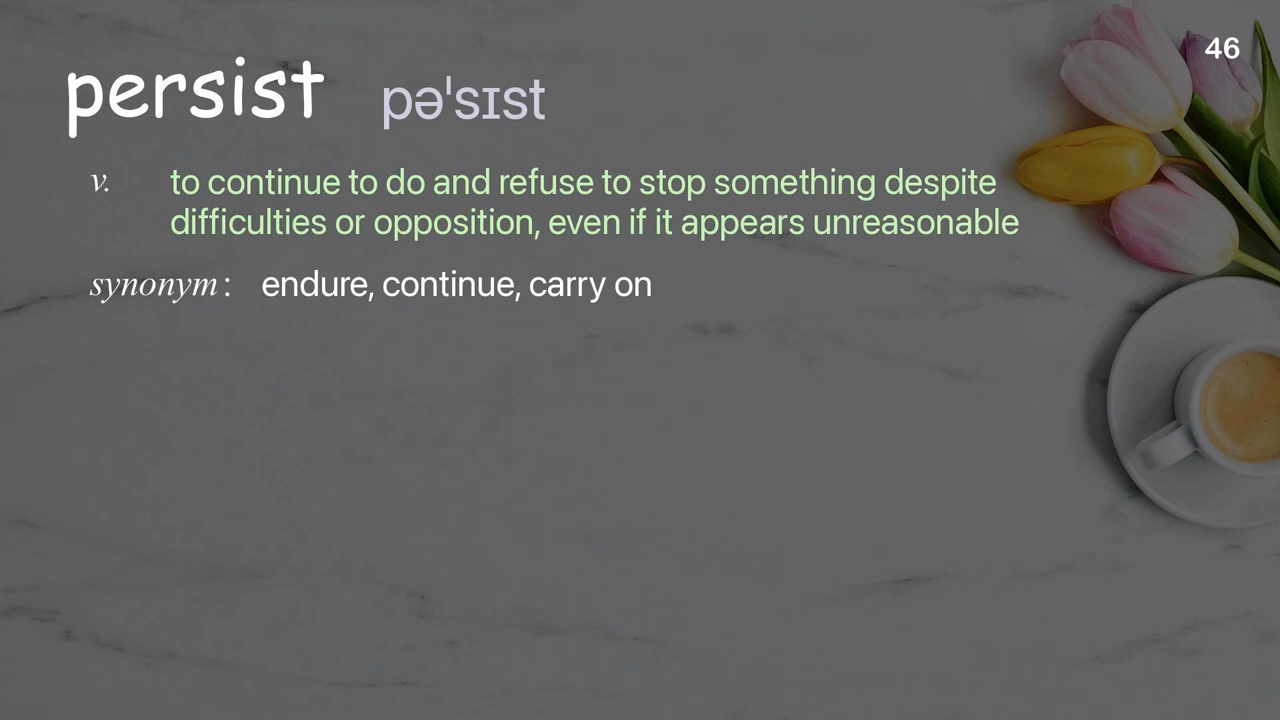 46
persist pəˈsɪst
v. to continue to do and refuse to stop something despite
difficulties or opposition, even if it appears unreasonable
synonym : endure, continue, carry on